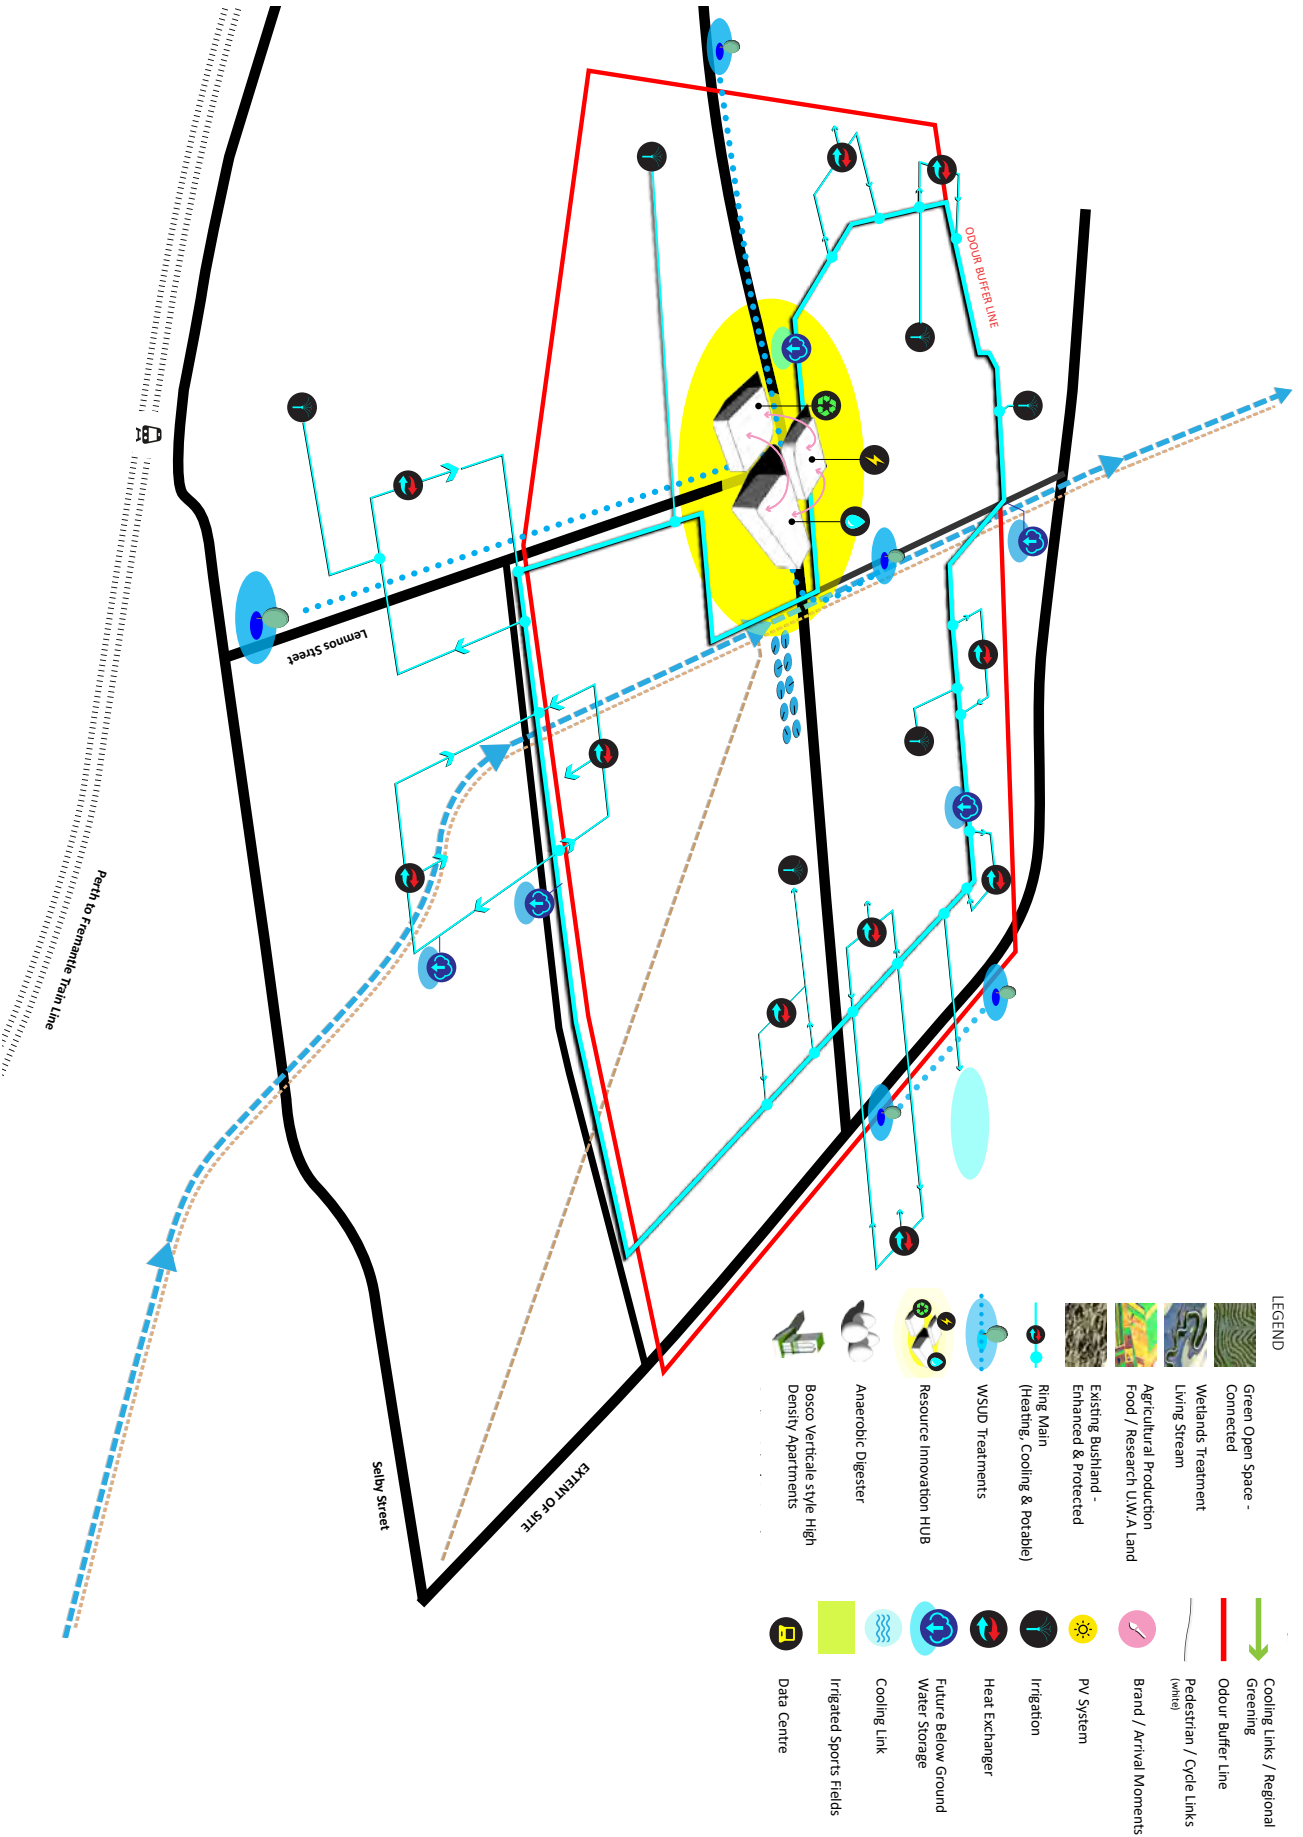 ODOUR BUFFER LINE
Lemnos Street
Perth to Fremantle Train Line
Selby Street
EXTENT OF SITE
LEGEND
Green Open Space -
Connected
Wetlands Treatment
Living Stream
Agricultural Production
Food / Research U.W.A Land
Existing Bushland -
Enhanced & Protected
Ring Main
(Heating, Cooling & Potable)
WSUD Treatments
Resource Innovation HUB
Anaerobic Digester
Bosco Verticale style High
Density Apartments
Cooling Links / Regional
Greening
Odour Buffer Line
Pedestrian / Cycle Links
(white)
Brand / Arrival Moments
PV System
Irrigation
Heat Exchanger
Future Below Ground
Water Storage
Cooling Link
Irrigated Sports Fields
Data Centre